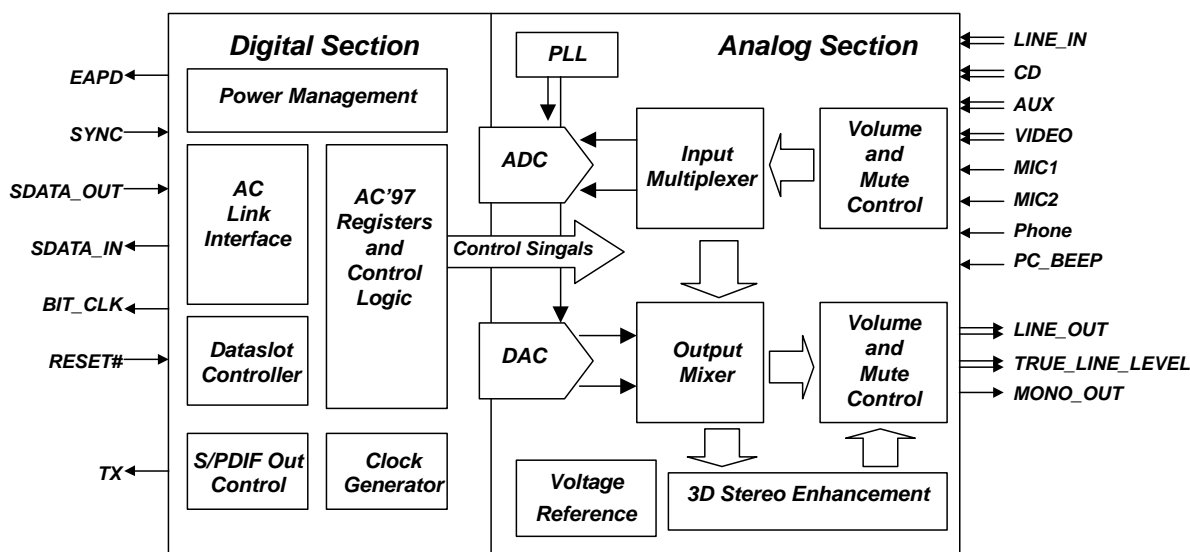 Digital Section
Analog Section
EAPD
SYNC
SDATA_OUT
SDATA_IN
BIT_CLK
RESET#
TX
Power Management
AC
Link
Interface
AC'97
Registers
and
Control
Logic
Dataslot
Controller
S/PDIF Out
Control
Clock
Generator
PLL
ADC
Control Singals
DAC
Input
Multiplexer
Volume
and
Mute
Control
Output
Mixer
Volume
and
Mute
Control
Voltage
Reference
3D Stereo Enhancement
LINE_IN
CD
AUX
VIDEO
MIC1
MIC2
Phone
PC_BEEP
LINE_OUT
TRUE_LINE_LEVEL
MONO_OUT